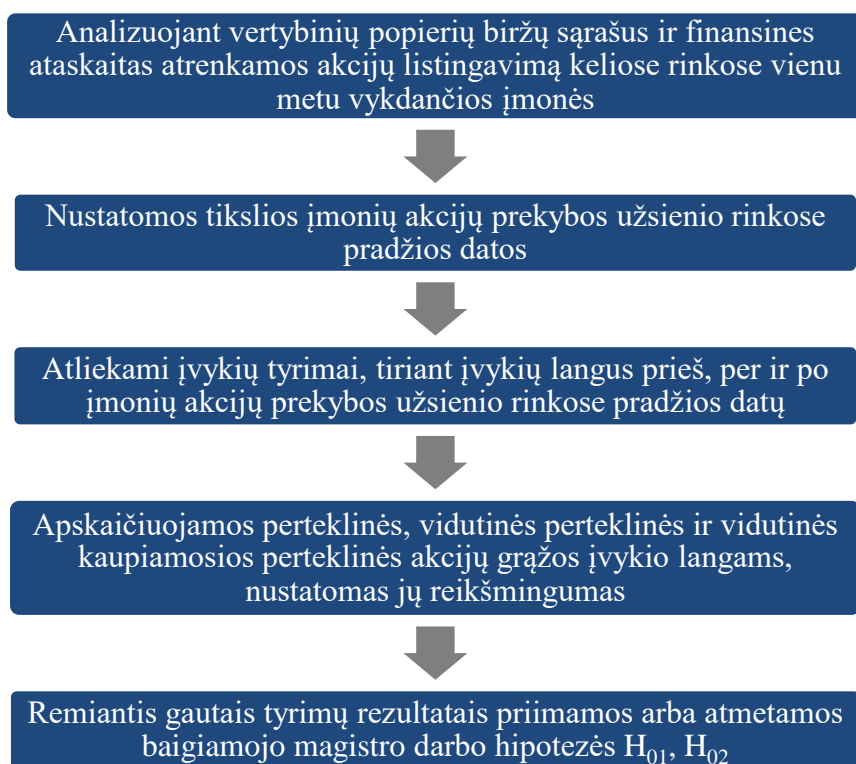 Analizuojant vertybinių popierių biržų sąrašus ir finansines
ataskaitas atrenkamos akcijų listingavimą keliose rinkose vienu
metu vykdančios įmonės
Nustatomos tikslios įmonių akcijų prekybos užsienio rinkose
pradžios datos
Atliekami įvykių tyrimai, tiriant įvykių langus prieš, per ir po
įmonių akcijų prekybos užsienio rinkose pradžios datų
Apskaičiuojamos perteklinės, vidutinės perteklinės ir vidutinės
kaupiamosios perteklinės akcijų grąžos įvykio langams,
nustatomas jų reikšmingumas
Remiantis gautais tyrimų rezultatais priimamos arba atmetamos
baigiamojo magistro darbo hipotezės H₀₁, H₀₂